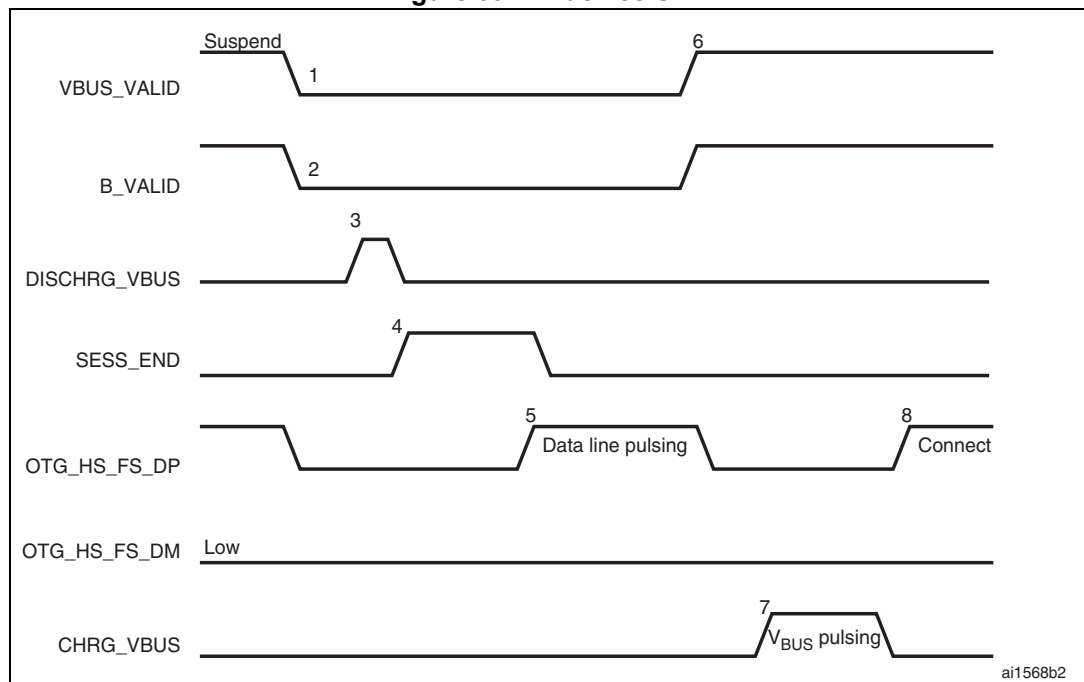 Suspend
6
VBUS_VALID
1
B_VALID
2
3
DISCHRG_VBUS
4
SESS_END
5
8
Data line pulsing
Connect
OTG_HS_FS_DP
OTG_HS_FS_DM
Low
7
CHRG_VBUS
VBUS pulsing
ai1568b2